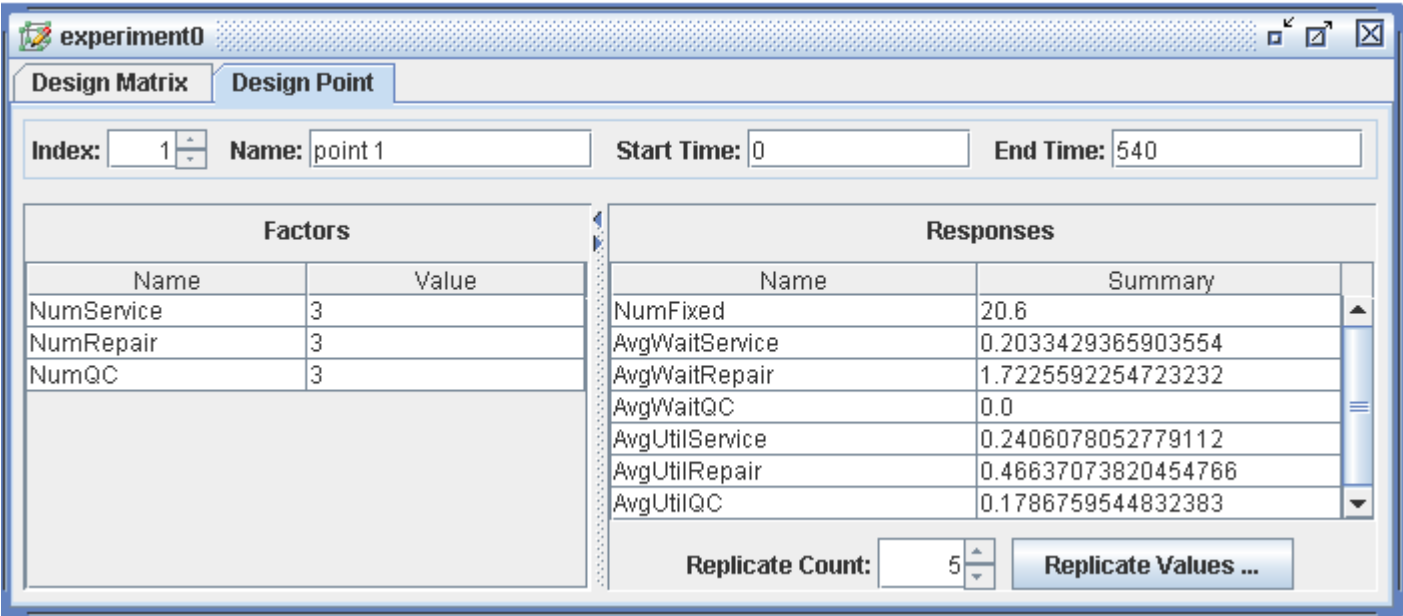 experiment0
Design Matrix Design Point
Index: 1 Name: point 1 Start Time: 0 End Time: 540
Factors
Name Value
NumService 3
NumRepair 3
NumQC 3
Responses
Name Summary
NumFixed 20.6
AvgWaitService 0.2033429365903554
AvgWaitRepair 1.7225592254723232
AvgWaitQC 0.0
AvgUtilService 0.2406078052779112
AvgUtilRepair 0.46637073820454766
AvgUtilQC 0.1786759544832383
Replicate Count: 5 Replicate Values ...